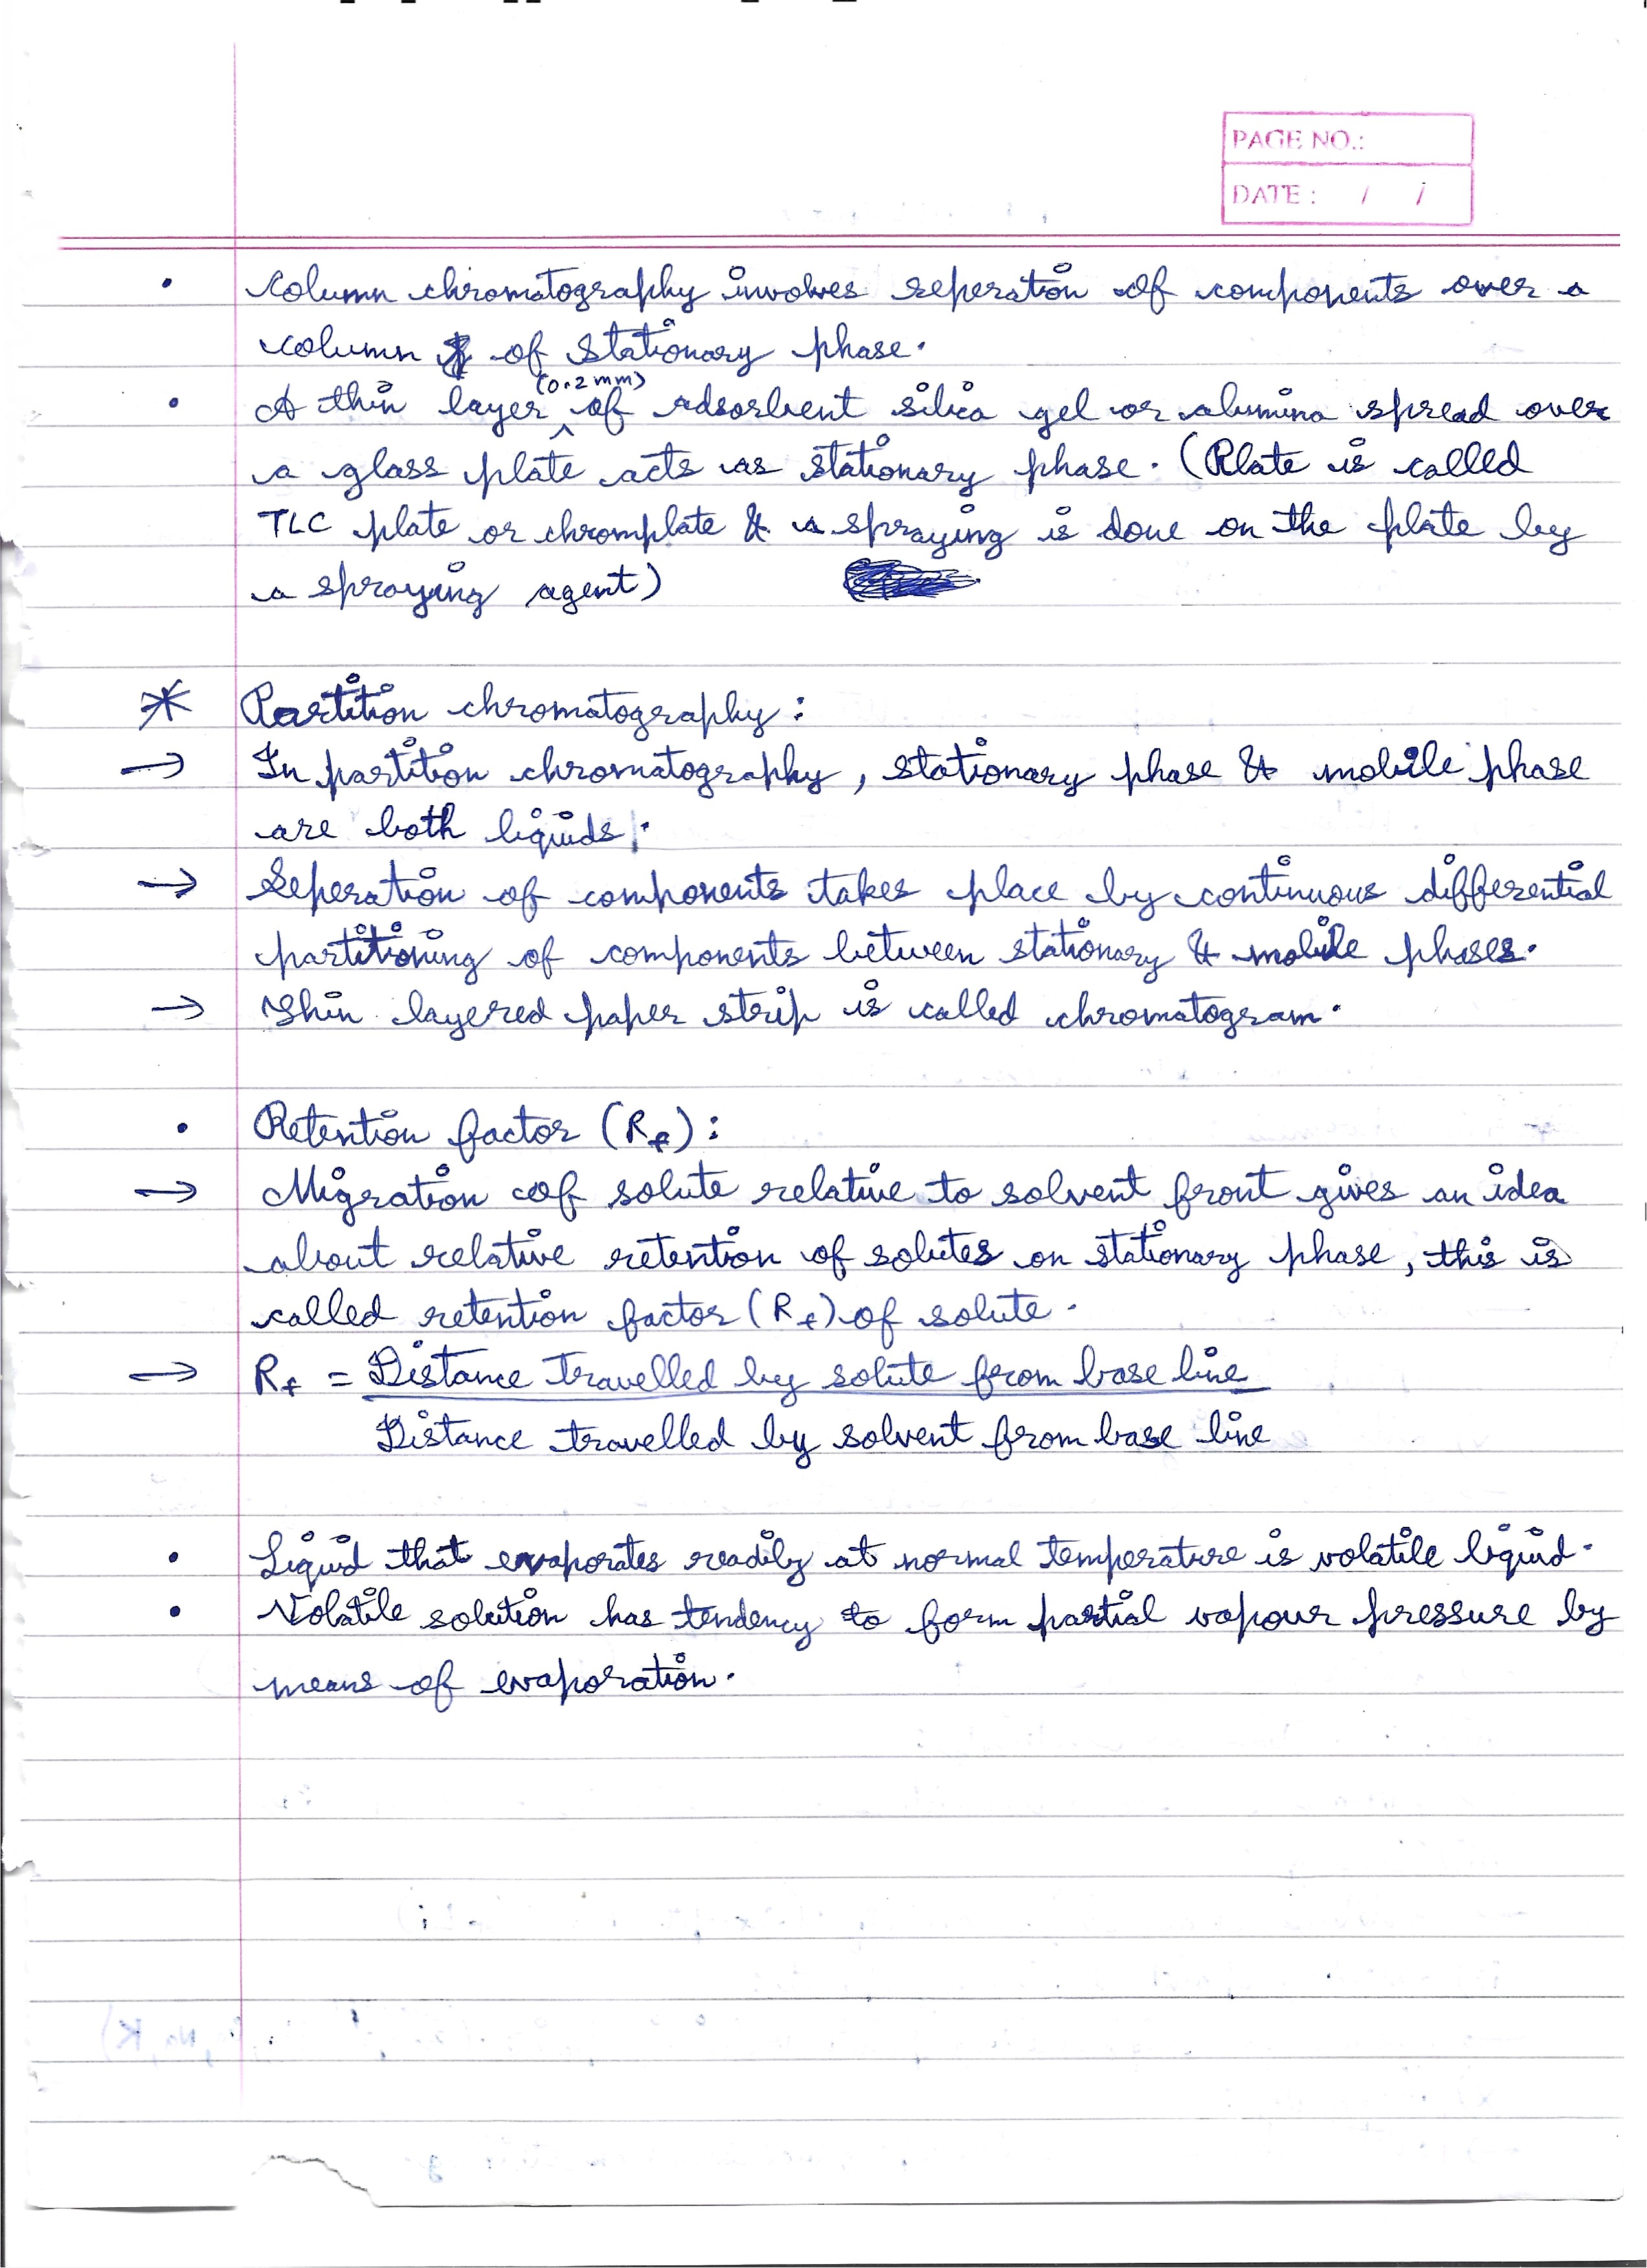 PAGE NO.:
DATE : / /
• Column chromatography involves seperation of components over a
column of stationary phase.
(0.2 mm)
• A thin layer ^ of adsorbent silica gel or alumina spread over
a glass plate acts as stationary phase. (Plate is called
TLC plate or chromplate & a spraying is done on the plate by
a spraying agent)
* Partition chromatography :
→ In partition chromatography, stationary phase & mobile phase
are both liquids.
→ Seperation of components takes place by continuous differential
partitioning of components between stationary & mobile phases.
→ Thin layered paper strip is called chromatogram.
• Retention factor (Rf) :
→ Migration of solute relative to solvent front gives an idea
about relative retention of solutes on stationary phase, this is
called retention factor (Rf) of solute.
→ Rf = Distance travelled by solute from base line
Distance travelled by solvent from base line
• Liquid that evaporates readily at normal temperature is volatile liquid.
• Volatile solution has tendency to form partial vapour pressure by
means of evaporation.